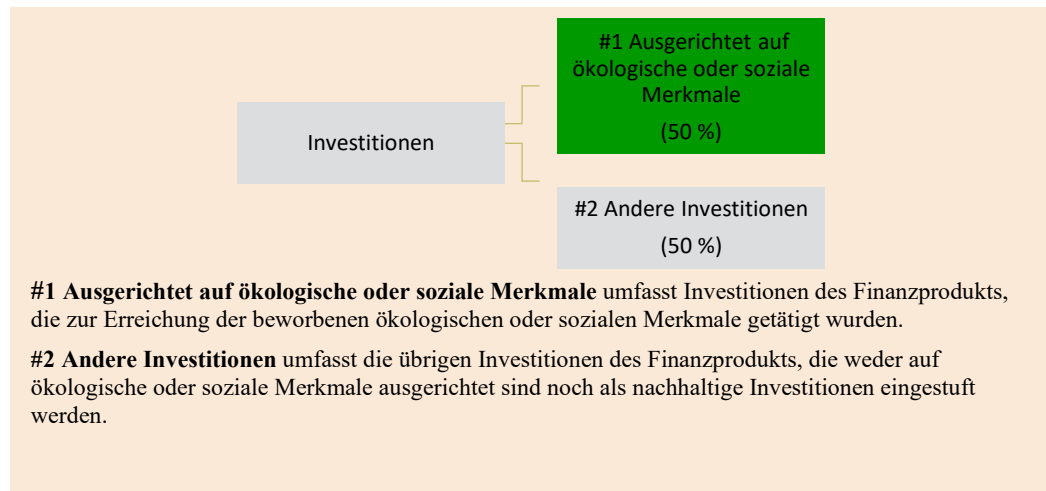 #1 Ausgerichtet auf
ökologische oder soziale
Merkmale
(50 %)
Investitionen
#2 Andere Investitionen
(50 %)
#1 Ausgerichtet auf ökologische oder soziale Merkmale umfasst Investitionen des Finanzprodukts,
die zur Erreichung der beworbenen ökologischen oder sozialen Merkmale getätigt wurden.
#2 Andere Investitionen umfasst die übrigen Investitionen des Finanzprodukts, die weder auf
ökologische oder soziale Merkmale ausgerichtet sind noch als nachhaltige Investitionen eingestuft
werden.